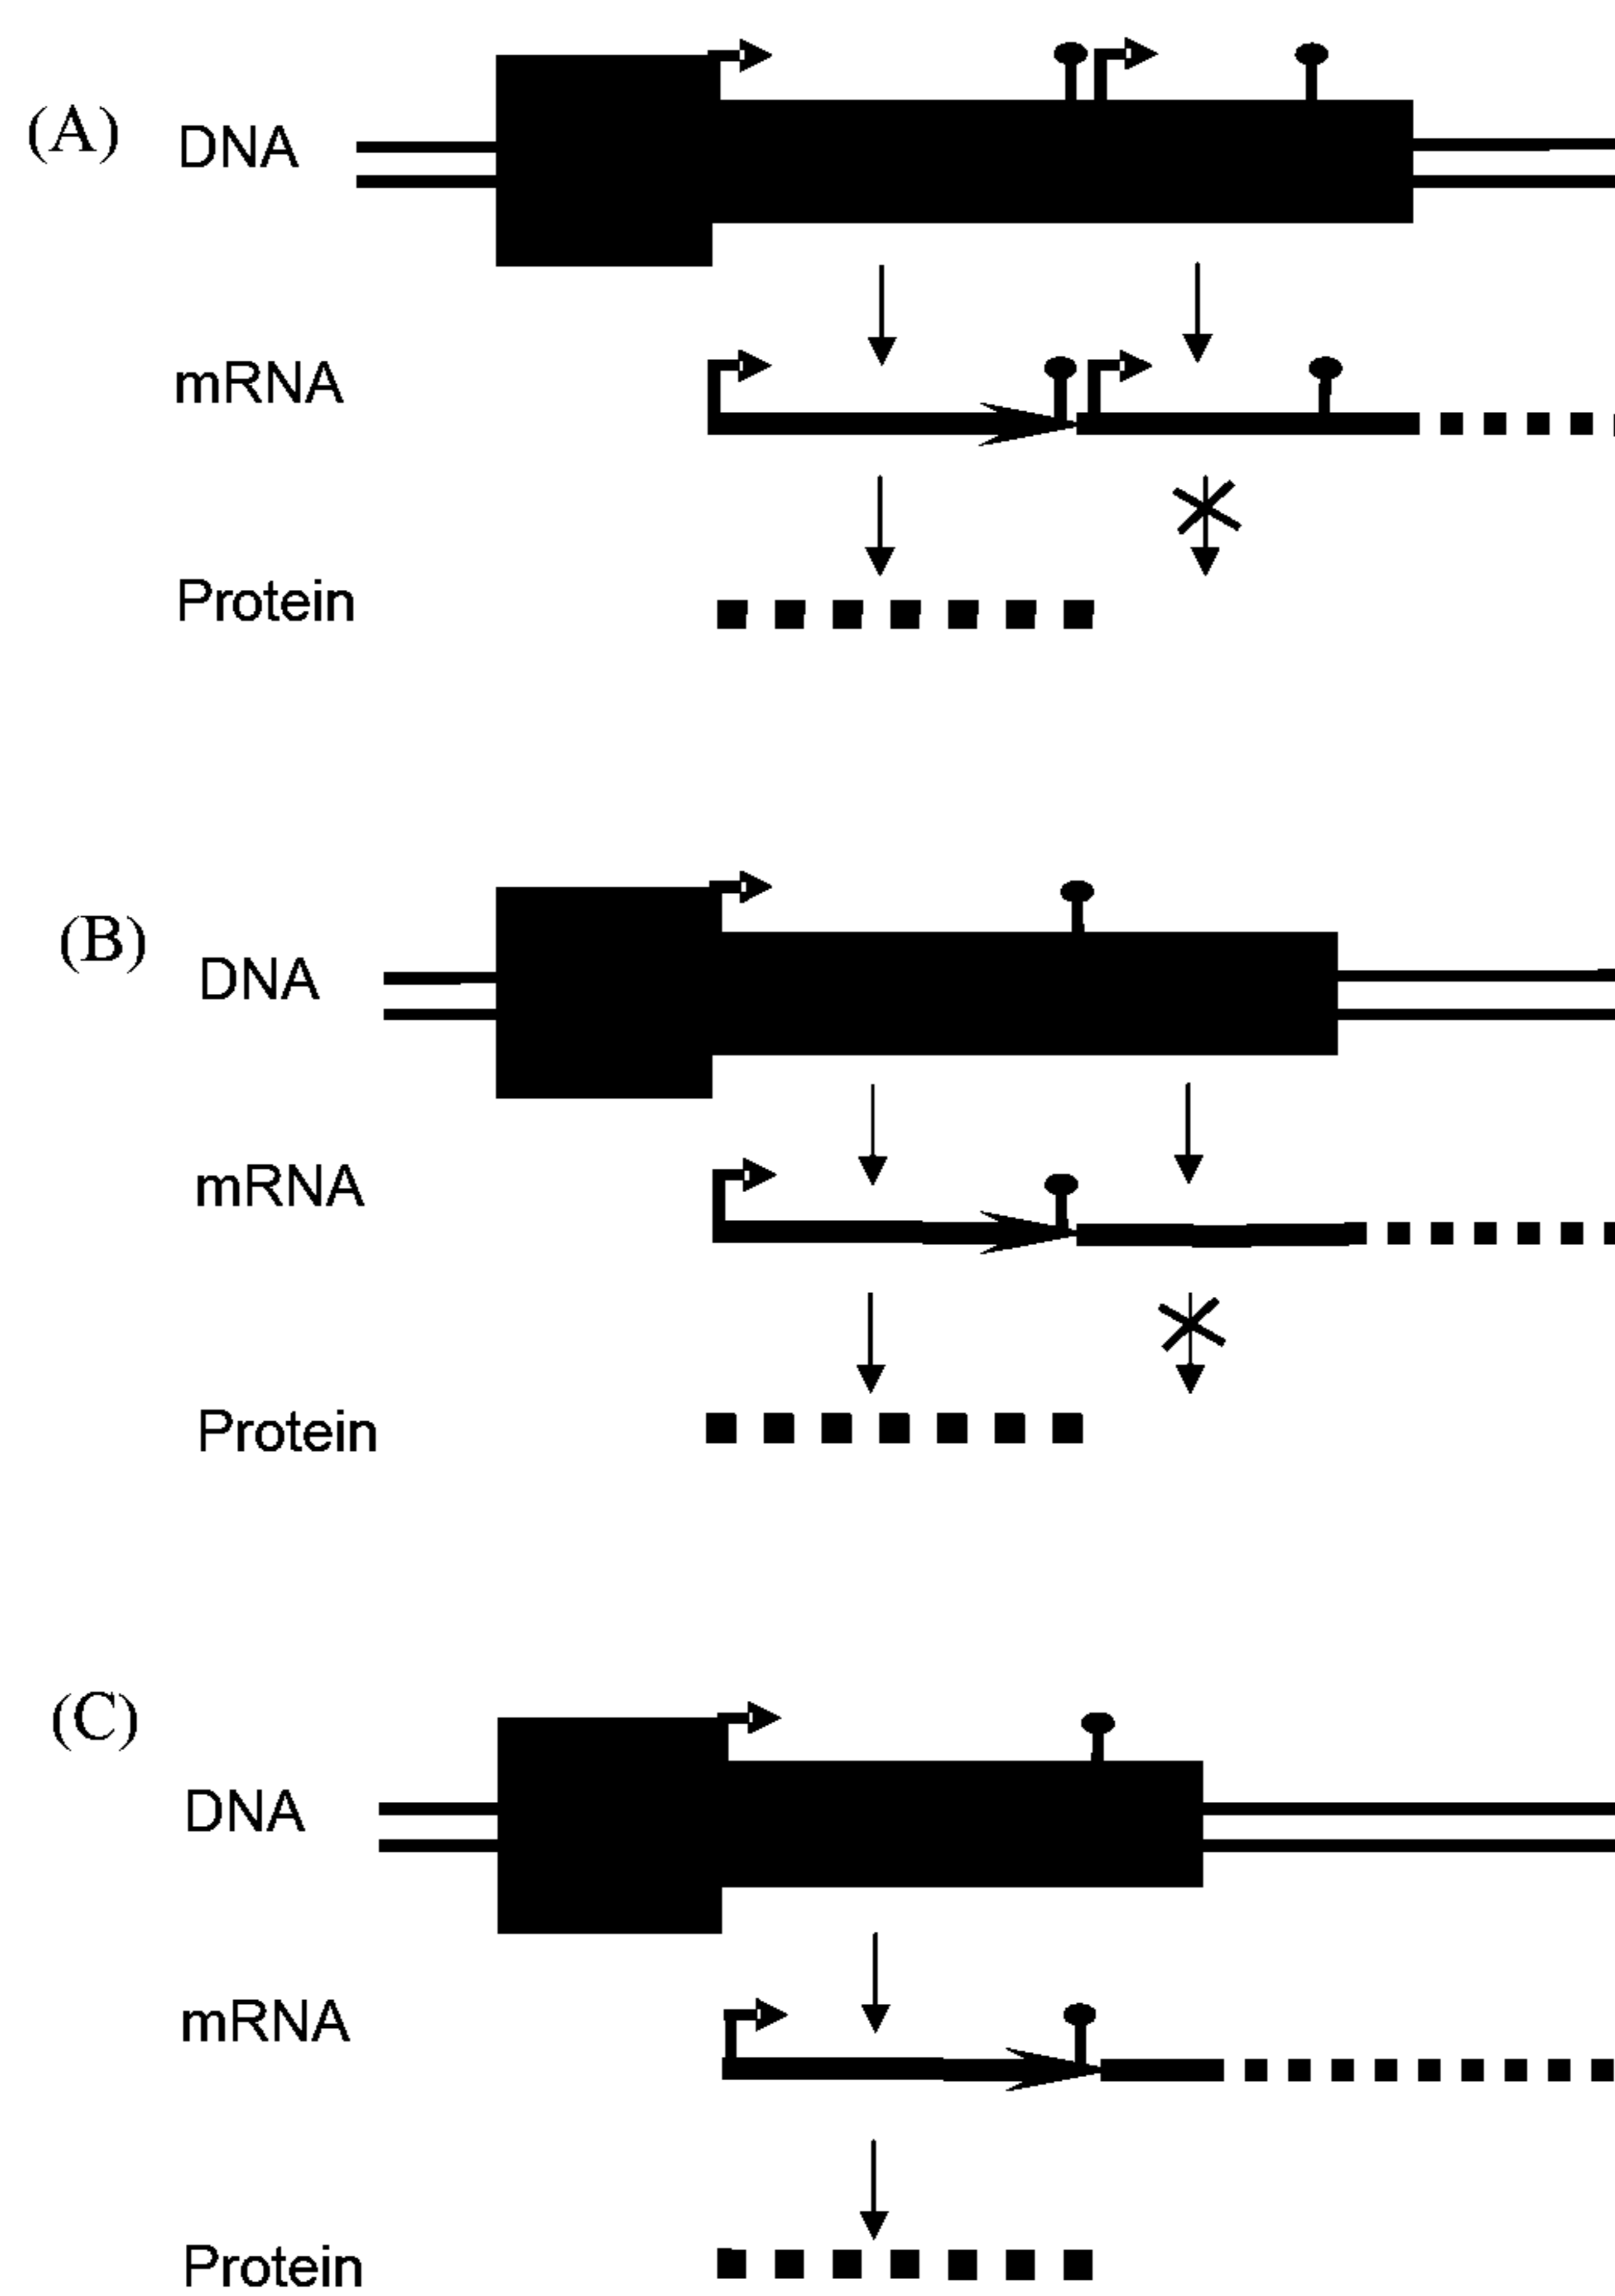 (A) DNA
mRNA
Protein
(B)
DNA
mRNA
Protein
(C)
DNA
mRNA
Protein